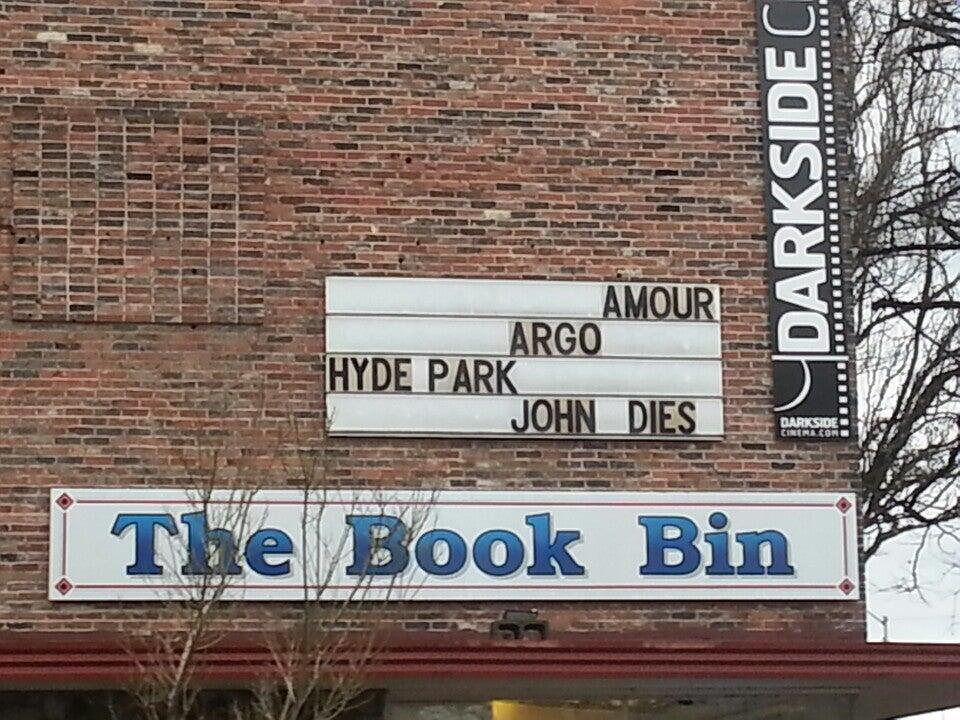 AMOUR
ARGO
HYDE PARK
JOHN DIES
DARKSIDE C
DARKSIDE
CINEMA.COM
The Book Bin